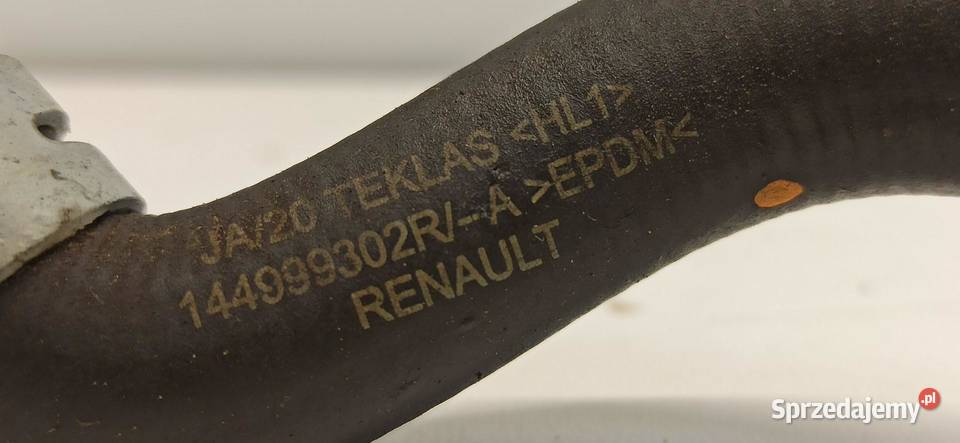 JA/20 TEKLAS <HL1>
144999302R/--A >EPDM<
RENAULT
Sprzedajemy.pl